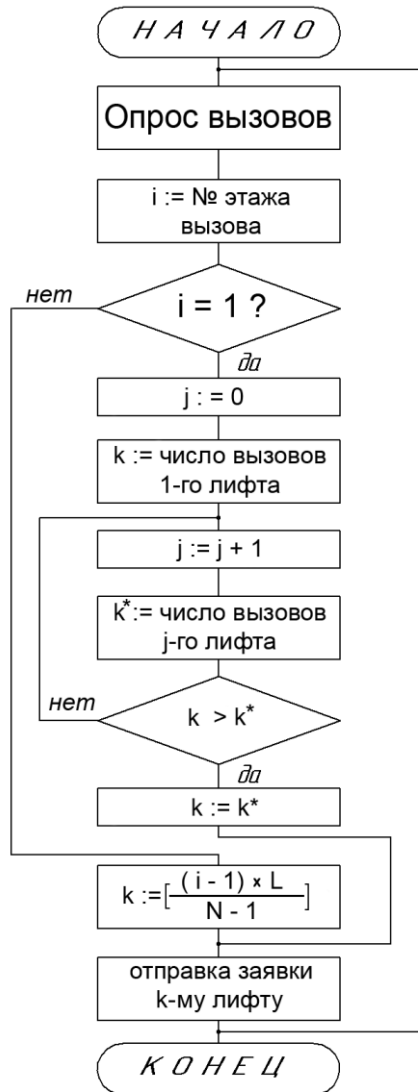 НАЧАЛО
Опрос вызовов
i := № этажа
вызова
нет
i = 1 ?
да
j : = 0
k := число вызовов
1-го лифта
j := j + 1
k* := число вызовов
j-го лифта
нет
k > k*
да
k := k*
k := [ ( i - 1) × L / N - 1 ]
отправка заявки
k-му лифту
КОНЕЦ